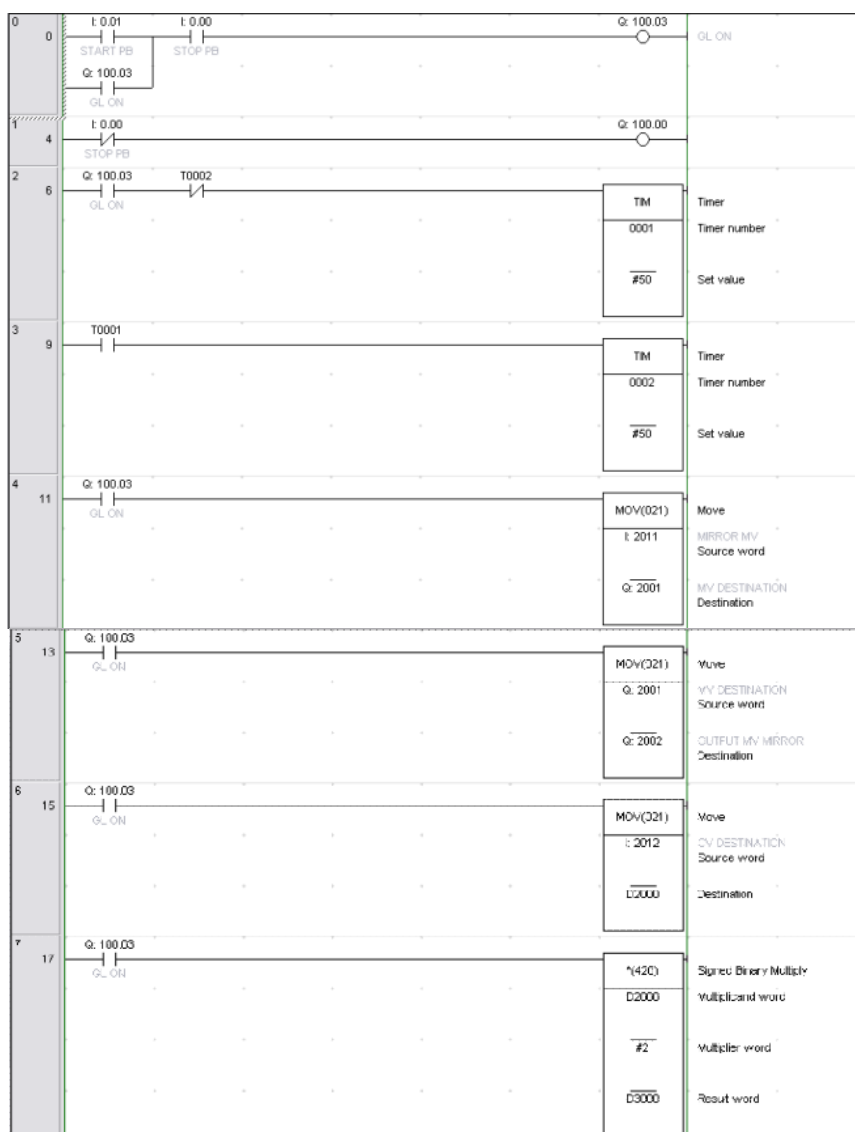 0
0
I: 0.01
I: 0.00
Q: 100.03
GL ON
START PB
STOP PB
Q: 100.03
GL ON
1
4
I: 0.00
Q: 100.00
STOP PB
2
6
Q: 100.03
T0002
GL ON
TIM
Timer
0001
Timer number
#50
Set value
3
9
T0001
TIM
Timer
0002
Timer number
#50
Set value
4
11
Q: 100.03
GL ON
MOV(021)
Move
I: 2011
MIRROR MV
Source word
Q: 2001
MV DESTINATION
Destination
5
13
Q: 100.03
GL ON
MOV(021)
Move
Q: 2001
MV DESTINATION
Source word
Q: 2002
OUTPUT MV MIRROR
Destination
6
15
Q: 100.03
GL ON
MOV(021)
Move
I: 2012
CV DESTINATION
Source word
D2000
Destination
7
17
Q: 100.03
GL ON
*(420)
Signed Binary Multiply
D2000
Multiplicand word
#2
Multiplier word
D3000
Result word